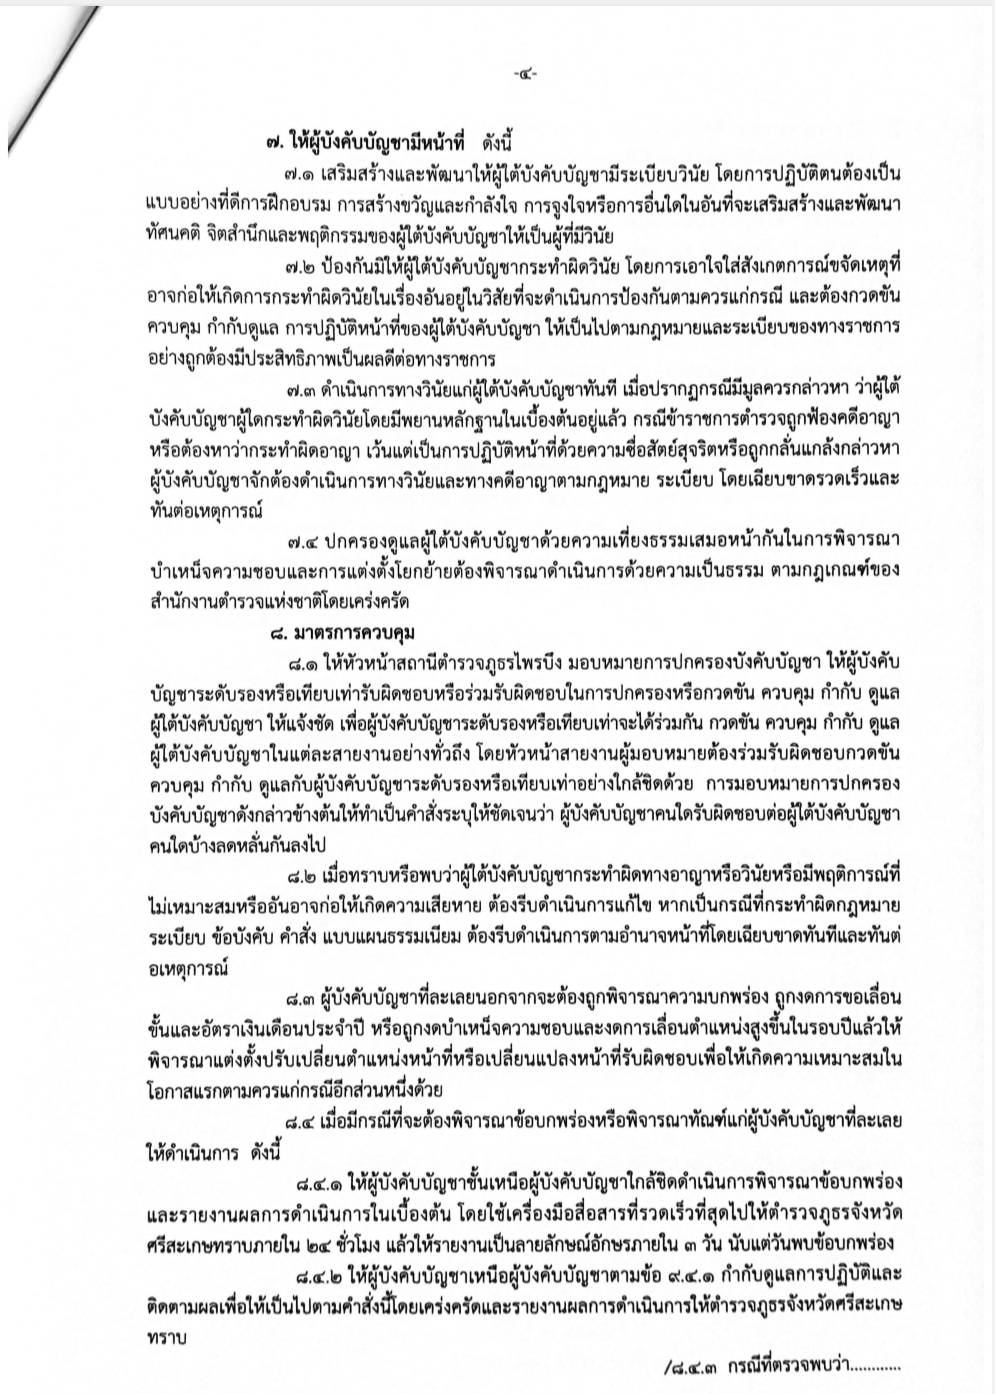 -๔-
๗. ให้ผู้บังคับบัญชามีหน้าที่ ดังนี้
๗.๑ เสริมสร้างและพัฒนาให้ผู้ใต้บังคับบัญชามีระเบียบวินัย โดยการปฏิบัติตนต้องเป็น
แบบอย่างที่ดีการฝึกอบรม การสร้างขวัญและกำลังใจ การจูงใจหรือการอื่นใดในอันที่จะเสริมสร้างและพัฒนา
ทัศนคติ จิตสำนึกและพฤติกรรมของผู้ใต้บังคับบัญชาให้เป็นผู้ที่มีวินัย
๗.๒ ป้องกันมิให้ผู้ใต้บังคับบัญชากระทำผิดวินัย โดยการเอาใจใส่สังเกตการณ์ขจัดเหตุที่
อาจก่อให้เกิดการกระทำผิดวินัยในเรื่องอันอยู่ในวิสัยที่จะดำเนินการป้องกันตามควรแก่กรณี และต้องกวดขัน
ควบคุม กำกับดูแล การปฏิบัติหน้าที่ของผู้ใต้บังคับบัญชา ให้เป็นไปตามกฎหมายและระเบียบของทางราชการ
อย่างถูกต้องมีประสิทธิภาพเป็นผลดีต่อทางราชการ
๗.๓ ดำเนินการทางวินัยแก่ผู้ใต้บังคับบัญชาทันที เมื่อปรากฏกรณีมีมูลควรกล่าวหา ว่าผู้ใต้
บังคับบัญชาผู้ใดกระทำผิดวินัยโดยมีพยานหลักฐานในเบื้องต้นอยู่แล้ว กรณีข้าราชการตำรวจถูกฟ้องคดีอาญา
หรือต้องหาว่ากระทำผิดอาญา เว้นแต่เป็นการปฏิบัติหน้าที่ด้วยความซื่อสัตย์สุจริตหรือถูกกลั่นแกล้งกล่าวหา
ผู้บังคับบัญชาจักต้องดำเนินการทางวินัยและทางคดีอาญาตามกฎหมาย ระเบียบ โดยเฉียบขาดรวดเร็วและ
ทันต่อเหตุการณ์
๗.๔ ปกครองดูแลผู้ใต้บังคับบัญชาด้วยความเที่ยงธรรมเสมอหน้ากันในการพิจารณา
บำเหน็จความชอบและการแต่งตั้งโยกย้ายต้องพิจารณาดำเนินการด้วยความเป็นธรรม ตามกฎเกณฑ์ของ
สำนักงานตำรวจแห่งชาติโดยเคร่งครัด
๘. มาตรการควบคุม
๘.๑ ให้หัวหน้าสถานีตำรวจภูธรไพรบึง มอบหมายการปกครองบังคับบัญชา ให้ผู้บังคับ
บัญชาระดับรองหรือเทียบเท่ารับผิดชอบหรือร่วมรับผิดชอบในการปกครองหรือกวดขัน ควบคุม กำกับ ดูแล
ผู้ใต้บังคับบัญชา ให้แจ้งชัด เพื่อผู้บังคับบัญชาระดับรองหรือเทียบเท่าจะได้ร่วมกัน กวดขัน ควบคุม กำกับ ดูแล
ผู้ใต้บังคับบัญชาในแต่ละสายงานอย่างทั่วถึง โดยหัวหน้าสายงานผู้มอบหมายต้องร่วมรับผิดชอบกวดขัน
ควบคุม กำกับ ดูแลกับผู้บังคับบัญชาระดับรองหรือเทียบเท่าอย่างใกล้ชิดด้วย การมอบหมายการปกครอง
บังคับบัญชาดังกล่าวข้างต้นให้ทำเป็นคำสั่งระบุให้ชัดเจนว่า ผู้บังคับบัญชาคนใดรับผิดชอบต่อผู้ใต้บังคับบัญชา
คนใดบ้างลดหลั่นกันลงไป
๘.๒ เมื่อทราบหรือพบว่าผู้ใต้บังคับบัญชากระทำผิดทางอาญาหรือวินัยหรือมีพฤติการณ์ที่
ไม่เหมาะสมหรืออันอาจก่อให้เกิดความเสียหาย ต้องรีบดำเนินการแก้ไข หากเป็นกรณีที่กระทำผิดกฎหมาย
ระเบียบ ข้อบังคับ คำสั่ง แบบแผนธรรมเนียม ต้องรีบดำเนินการตามอำนาจหน้าที่โดยเฉียบขาดทันทีและทันต่
อเหตุการณ์
๘.๓ ผู้บังคับบัญชาที่ละเลยนอกจากจะต้องถูกพิจารณาความบกพร่อง ถูกงดการขอเลื่อน
ขั้นและอัตราเงินเดือนประจำปี หรือถูกงดบำเหน็จความชอบและงดการเลื่อนตำแหน่งสูงขึ้นในรอบปีแล้วให้
พิจารณาแต่งตั้งปรับเปลี่ยนตำแหน่งหน้าที่หรือเปลี่ยนแปลงหน้าที่รับผิดชอบเพื่อให้เกิดความเหมาะสมใน
โอกาสแรกตามควรแก่กรณีอีกส่วนหนึ่งด้วย
๘.๔ เมื่อมีกรณีที่จะต้องพิจารณาข้อบกพร่องหรือพิจารณาทัณฑ์แก่ผู้บังคับบัญชาที่ละเลย
ให้ดำเนินการ ดังนี้
๘.๔.๑ ให้ผู้บังคับบัญชาชั้นเหนือผู้บังคับบัญชาใกล้ชิดดำเนินการพิจารณาข้อบกพร่อง
และรายงานผลการดำเนินการในเบื้องต้น โดยใช้เครื่องมือสื่อสารที่รวดเร็วที่สุดไปให้ตำรวจภูธรจังหวัด
ศรีสะเกษทราบภายใน ๒๔ ชั่วโมง แล้วให้รายงานเป็นลายลักษณ์อักษรภายใน ๓ วัน นับแต่วันพบข้อบกพร่อง
๘.๔.๒ ให้ผู้บังคับบัญชาเหนือผู้บังคับบัญชาตามข้อ ๙.๔.๑ กำกับดูแลการปฏิบัติและ
ติดตามผลเพื่อให้เป็นไปตามคำสั่งนี้โดยเคร่งครัดและรายงานผลการดำเนินการให้ตำรวจภูธรจังหวัดศรีสะเกษ
ทราบ
/๘.๔.๓ กรณีที่ตรวจพบว่า............